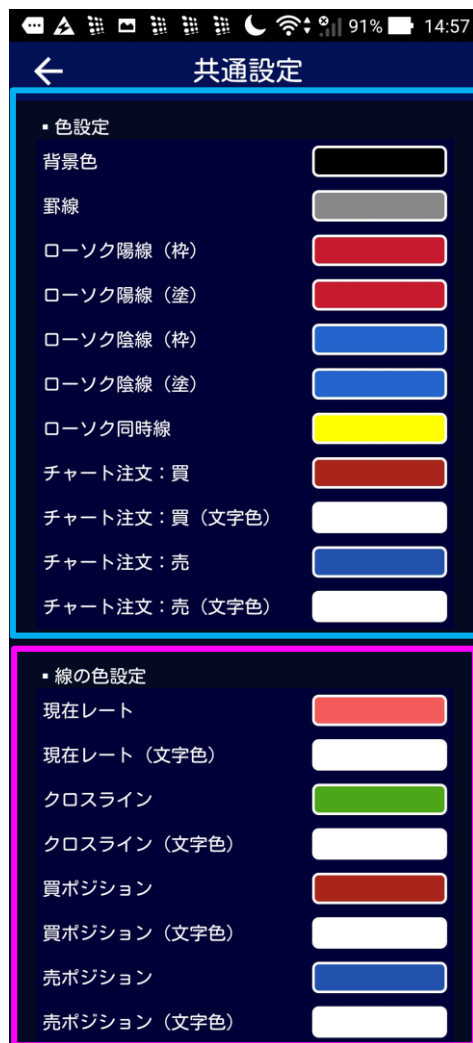 91% 14:57
共通設定
▪色設定
背景色
罫線
ローソク陽線（枠）
ローソク陽線（塗）
ローソク陰線（枠）
ローソク陰線（塗）
ローソク同時線
チャート注文：買
チャート注文：買（文字色）
チャート注文：売
チャート注文：売（文字色）
▪線の色設定
現在レート
現在レート（文字色）
クロスライン
クロスライン（文字色）
買ポジション
買ポジション（文字色）
売ポジション
売ポジション（文字色）